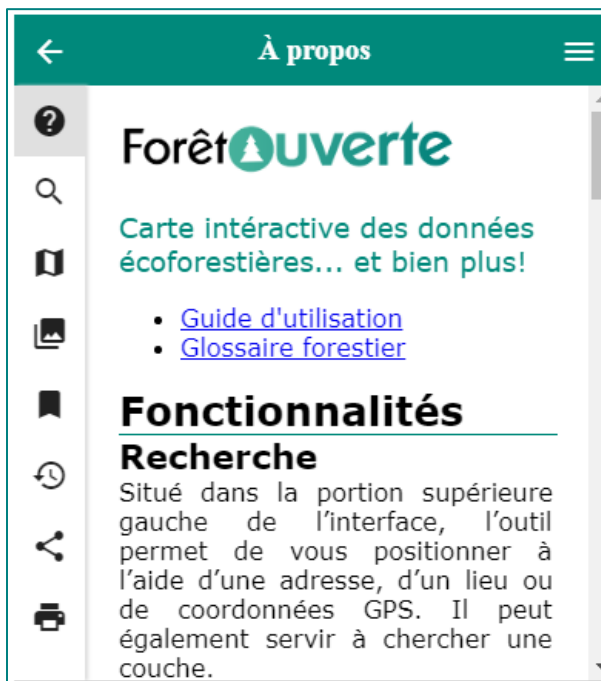 À propos
ForêtOuverte
Carte intéractive des données
écoforestières... et bien plus!
Guide d'utilisation
Glossaire forestier
Fonctionnalités
Recherche
Situé dans la portion supérieure
gauche de l’interface, l’outil
permet de vous positionner à
l’aide d’une adresse, d’un lieu ou
de coordonnées GPS. Il peut
également servir à chercher une
couche.